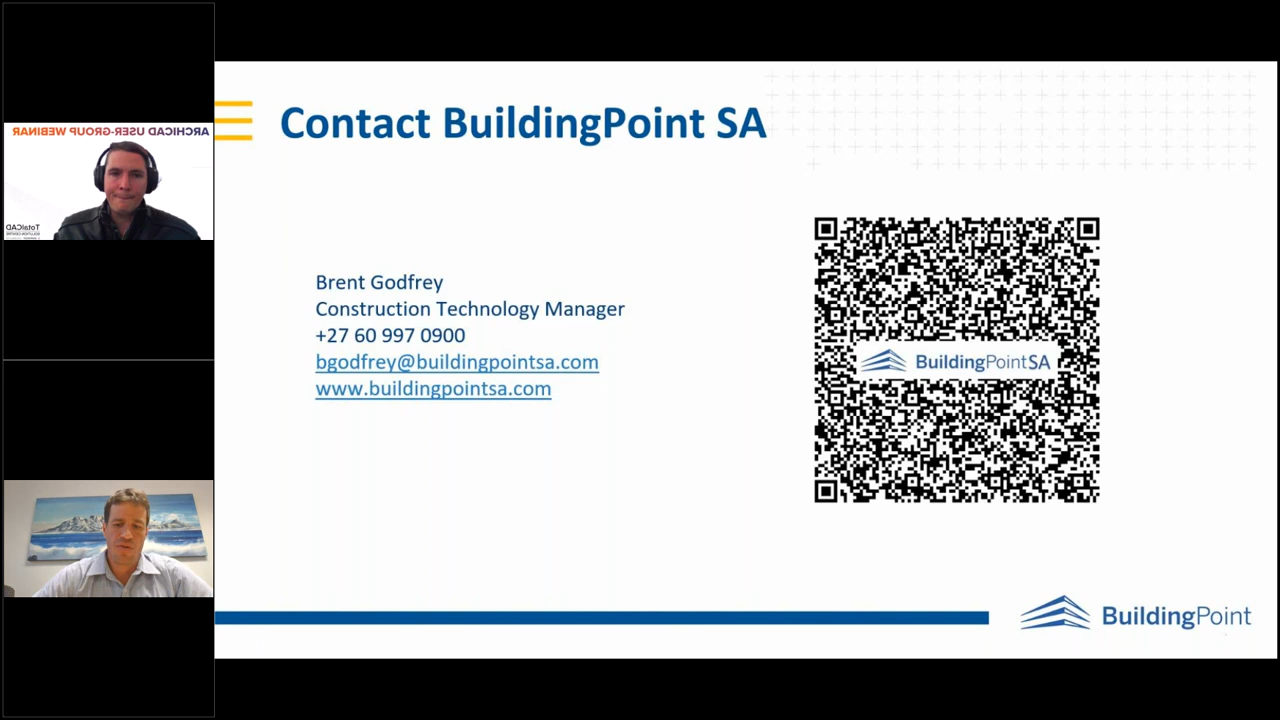 ARCHICAD USER-GROUP WEBINAR
TotalCAD
Contact BuildingPoint SA
Brent Godfrey
Construction Technology Manager
+27 60 997 0900
bgodfrey@buildingpointsa.com
www.buildingpointsa.com
BuildingPointSA
BuildingPoint